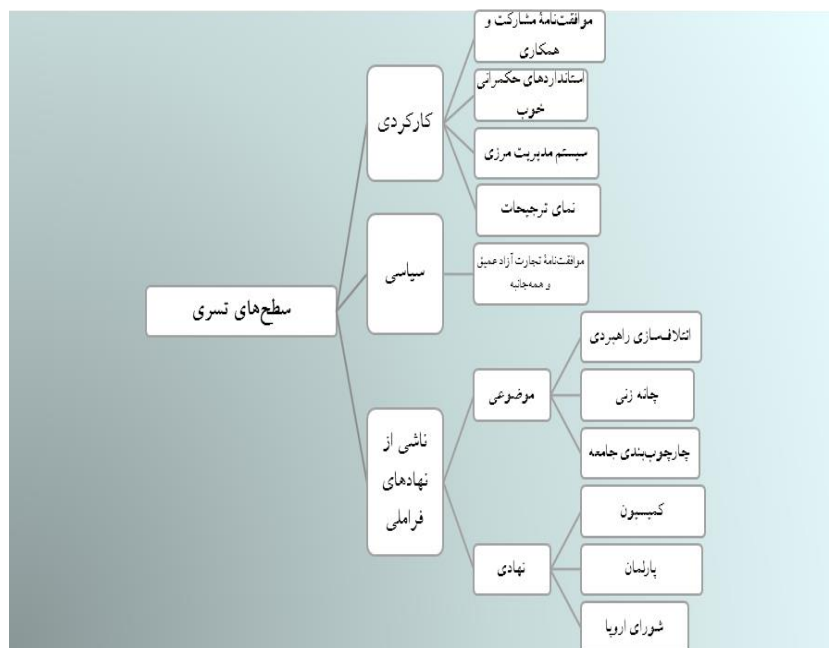 سطح‌های تسری
کارکردی
موافقت‌نامهٔ مشارکت و
همکاری
استانداردهای حکمرانی
خوب
سیستم مدیریت مرزی
نمای ترجیحات
سیاسی
موافقت‌نامهٔ تجارت آزاد عمیق
و همه‌جانبه
ناشی از
نهادهای
فراملی
موضوعی
ائتلاف‌سازی راهبردی
چانه زنی
چارچوب‌بندی جامعه
نهادی
کمیسیون
پارلمان
شورای اروپا